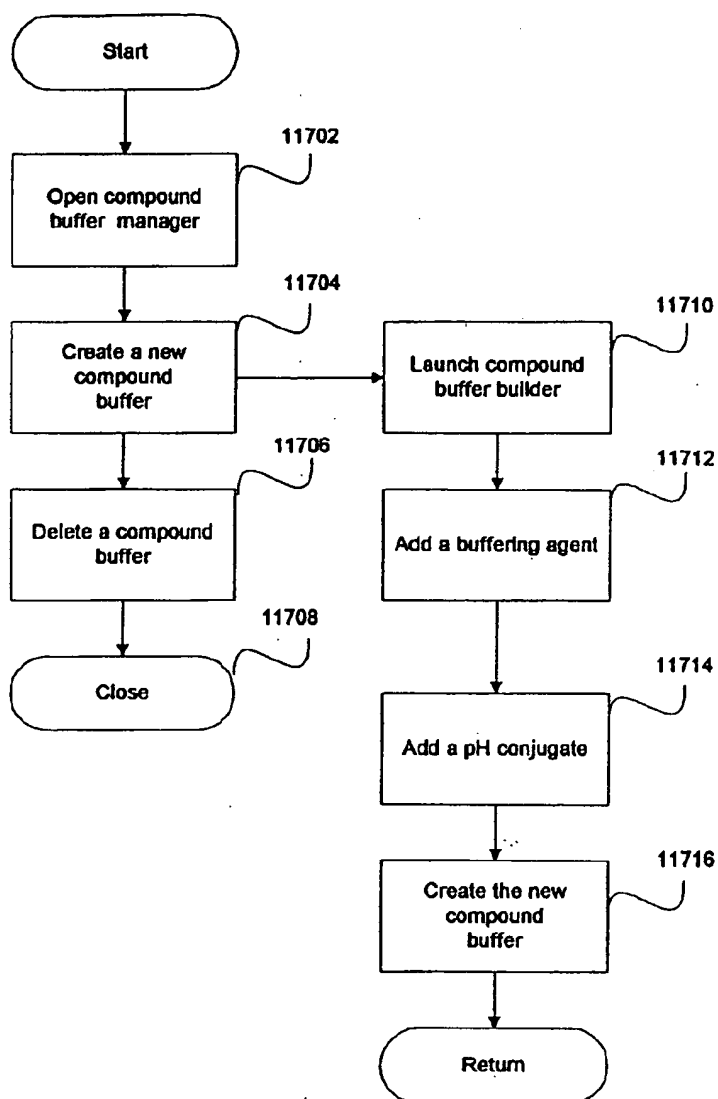 Start
11702
Open compound
buffer manager
11704
Create a new
compound
buffer
11706
Delete a compound
buffer
11708
Close
11710
Launch compound
buffer builder
11712
Add a buffering agent
11714
Add a pH conjugate
11716
Create the new
compound
buffer
Return